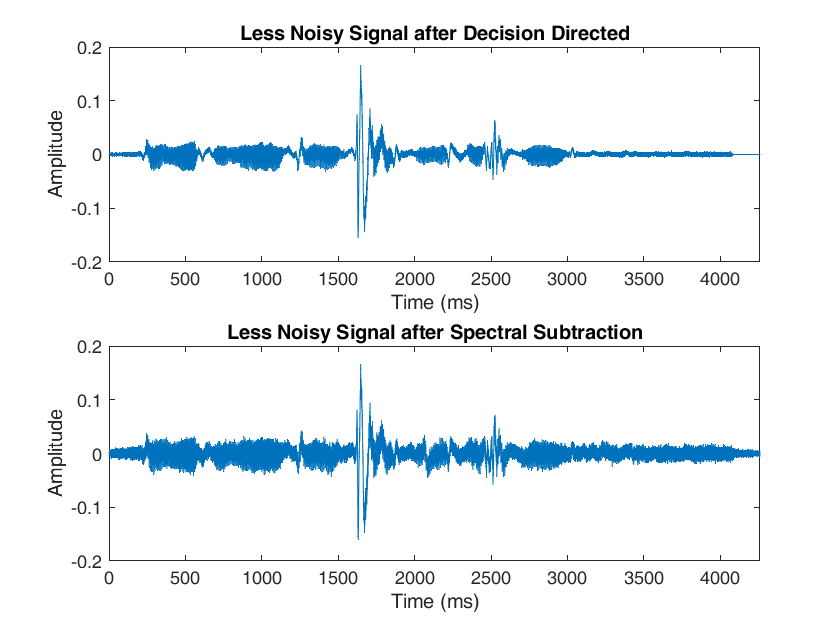 Less Noisy Signal after Decision Directed
0.2
0.1
0
-0.1
-0.2
Amplitude
0 500 1000 1500 2000 2500 3000 3500 4000
Time (ms)
Less Noisy Signal after Spectral Subtraction
0.2
0.1
0
-0.1
-0.2
Amplitude
0 500 1000 1500 2000 2500 3000 3500 4000
Time (ms)